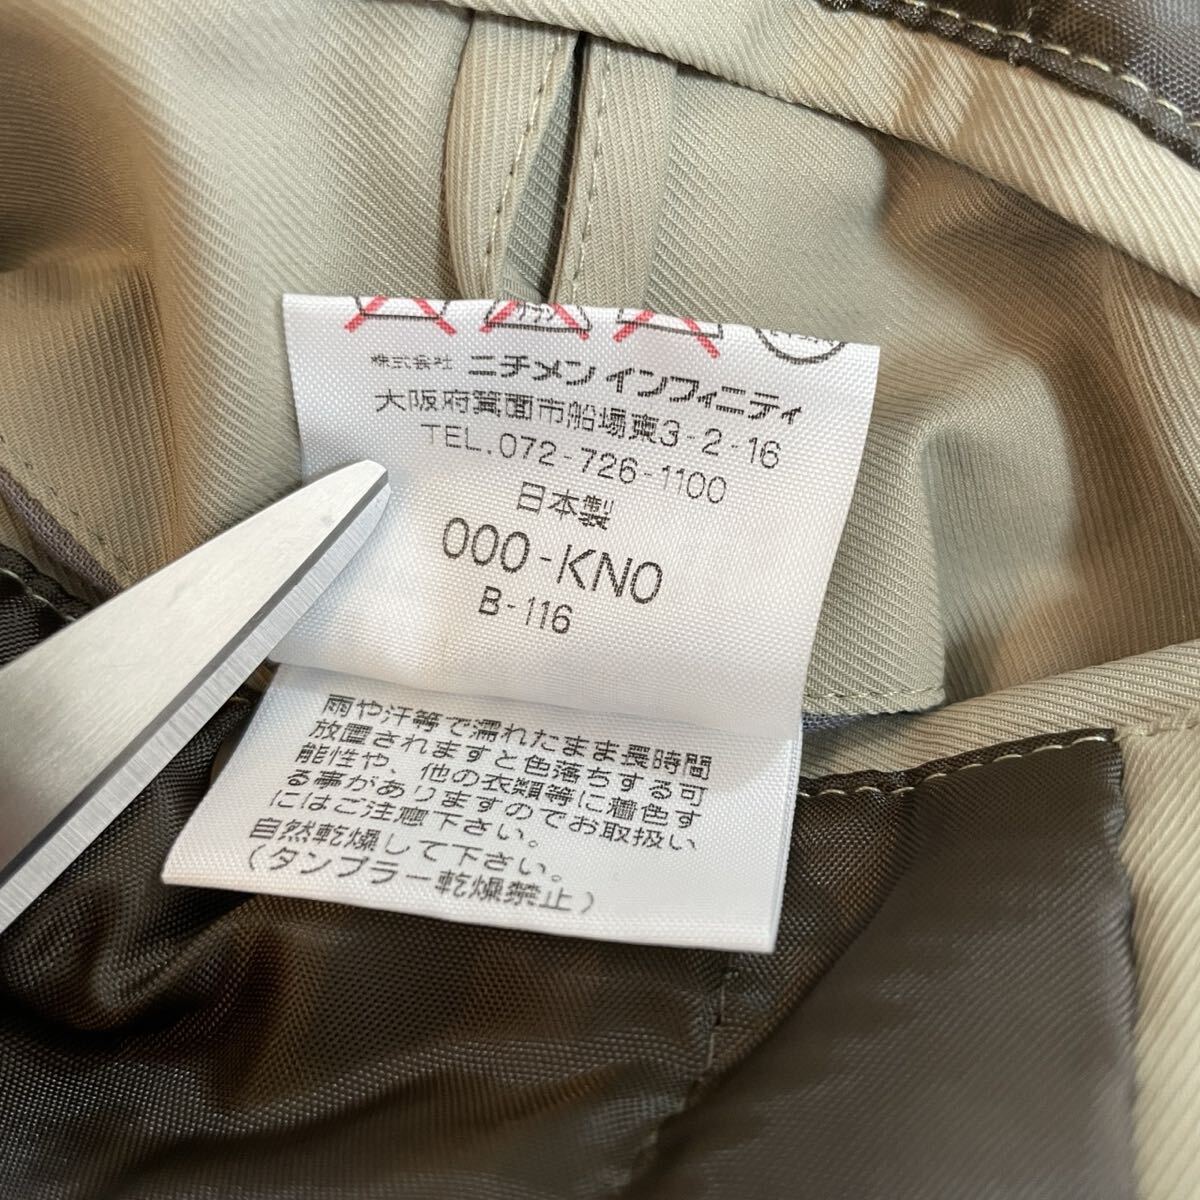 株式会社 ニチメン インフィニティ
大阪府箕面市船場東3-2-16
TEL.072-726-1100
日本製
000-KNO
B-116
雨や汗等で濡れたまま長時間
放置されますと色落ちする可
能性や、他の衣類等に着色す
る事がありますのでお取扱い
にはご注意下さい。
自然乾燥して下さい。
(タンブラー乾燥禁止)